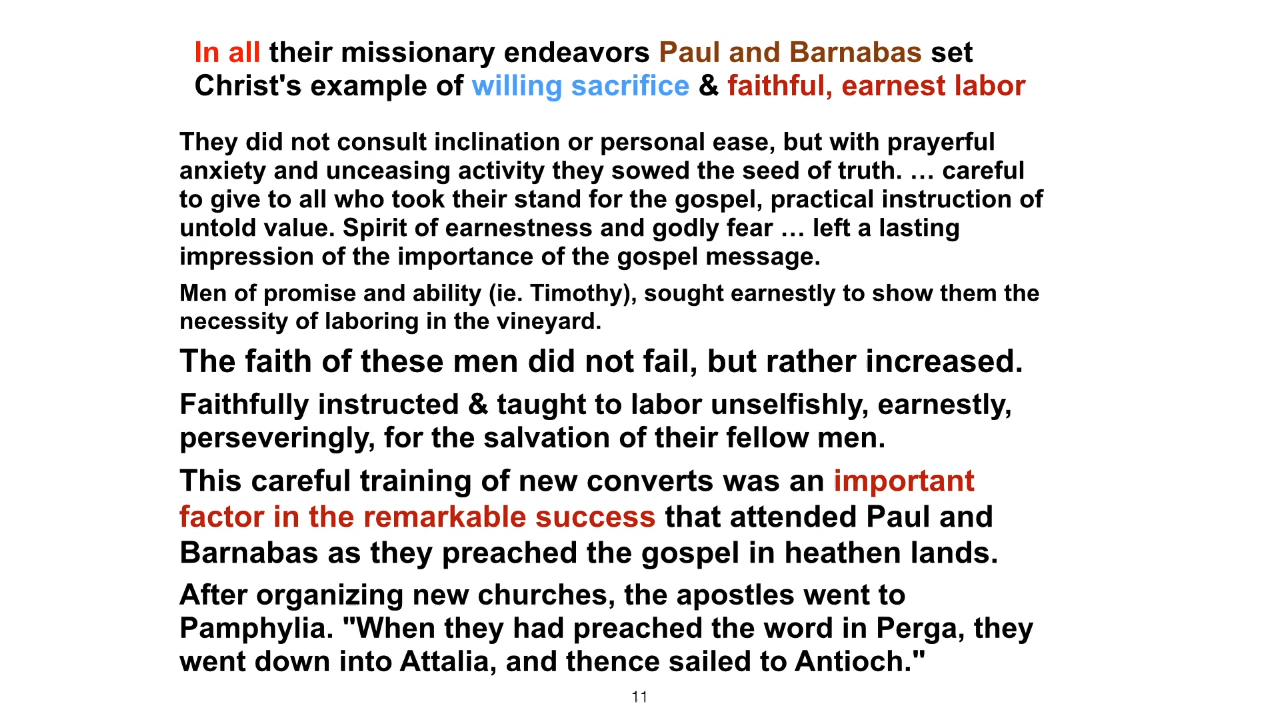 In all their missionary endeavors Paul and Barnabas set
Christ's example of willing sacrifice & faithful, earnest labor
They did not consult inclination or personal ease, but with prayerful
anxiety and unceasing activity they sowed the seed of truth. … careful
to give to all who took their stand for the gospel, practical instruction of
untold value. Spirit of earnestness and godly fear … left a lasting
impression of the importance of the gospel message.
Men of promise and ability (ie. Timothy), sought earnestly to show them the
necessity of laboring in the vineyard.
The faith of these men did not fail, but rather increased.
Faithfully instructed & taught to labor unselfishly, earnestly,
perseveringly, for the salvation of their fellow men.
This careful training of new converts was an important
factor in the remarkable success that attended Paul and
Barnabas as they preached the gospel in heathen lands.
After organizing new churches, the apostles went to
Pamphylia. "When they had preached the word in Perga, they
went down into Attalia, and thence sailed to Antioch."
11